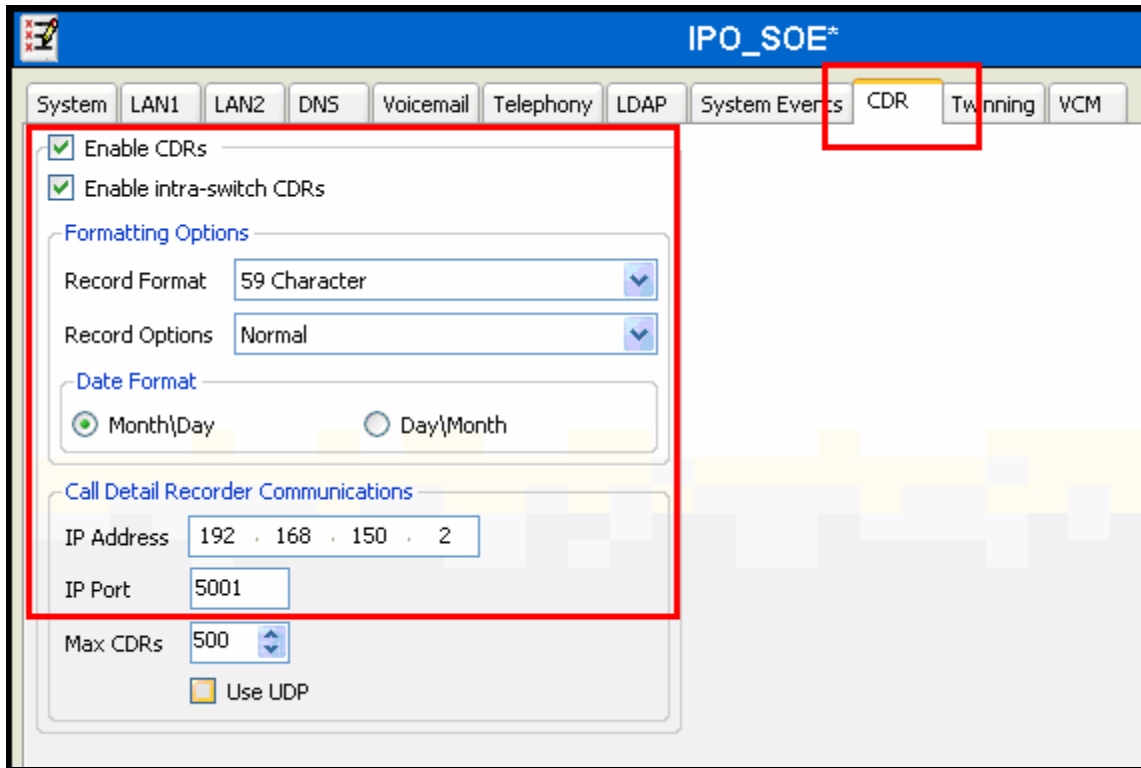 IPO_SOE*
System LAN1 LAN2 DNS Voicemail Telephony LDAP System Events CDR Twinning VCM
Enable CDRs
Enable intra-switch CDRs
Formatting Options
Record Format 59 Character
Record Options Normal
Date Format
Month\Day Day\Month
Call Detail Recorder Communications
IP Address 192 . 168 . 150 . 2
IP Port 5001
Max CDRs 500
Use UDP